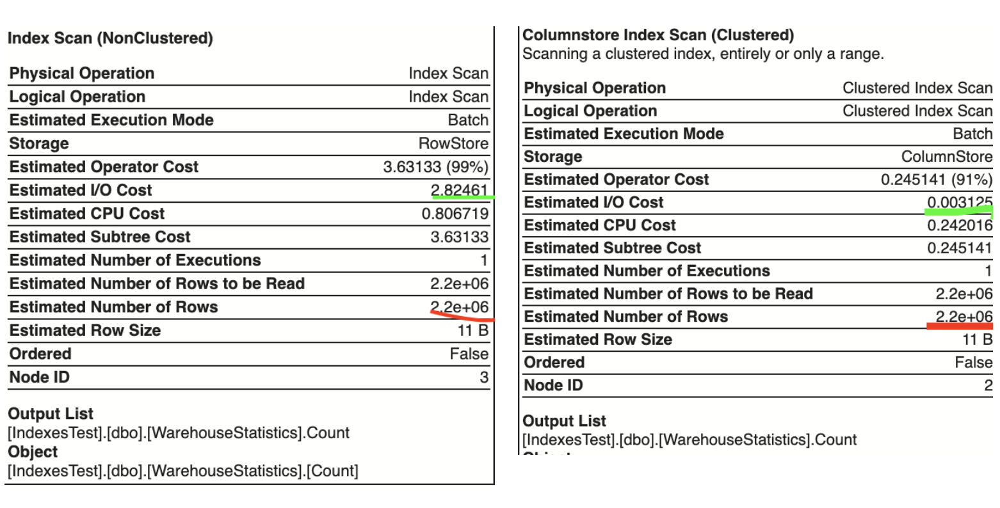 Index Scan (NonClustered)
Physical Operation Index Scan
Logical Operation Index Scan
Estimated Execution Mode Batch
Storage RowStore
Estimated Operator Cost 3.63133 (99%)
Estimated I/O Cost 2.82461
Estimated CPU Cost 0.806719
Estimated Subtree Cost 3.63133
Estimated Number of Executions 1
Estimated Number of Rows to be Read 2.2e+06
Estimated Number of Rows 2.2e+06
Estimated Row Size 11 B
Ordered False
Node ID 3
Output List
[IndexesTest].[dbo].[WarehouseStatistics].Count
Object
[IndexesTest].[dbo].[WarehouseStatistics].[Count]
Columnstore Index Scan (Clustered)
Scanning a clustered index, entirely or only a range.
Physical Operation Clustered Index Scan
Logical Operation Clustered Index Scan
Estimated Execution Mode Batch
Storage ColumnStore
Estimated Operator Cost 0.245141 (91%)
Estimated I/O Cost 0.003125
Estimated CPU Cost 0.242016
Estimated Subtree Cost 0.245141
Estimated Number of Executions 1
Estimated Number of Rows to be Read 2.2e+06
Estimated Number of Rows 2.2e+06
Estimated Row Size 11 B
Ordered False
Node ID 2
Output List
[IndexesTest].[dbo].[WarehouseStatistics].Count